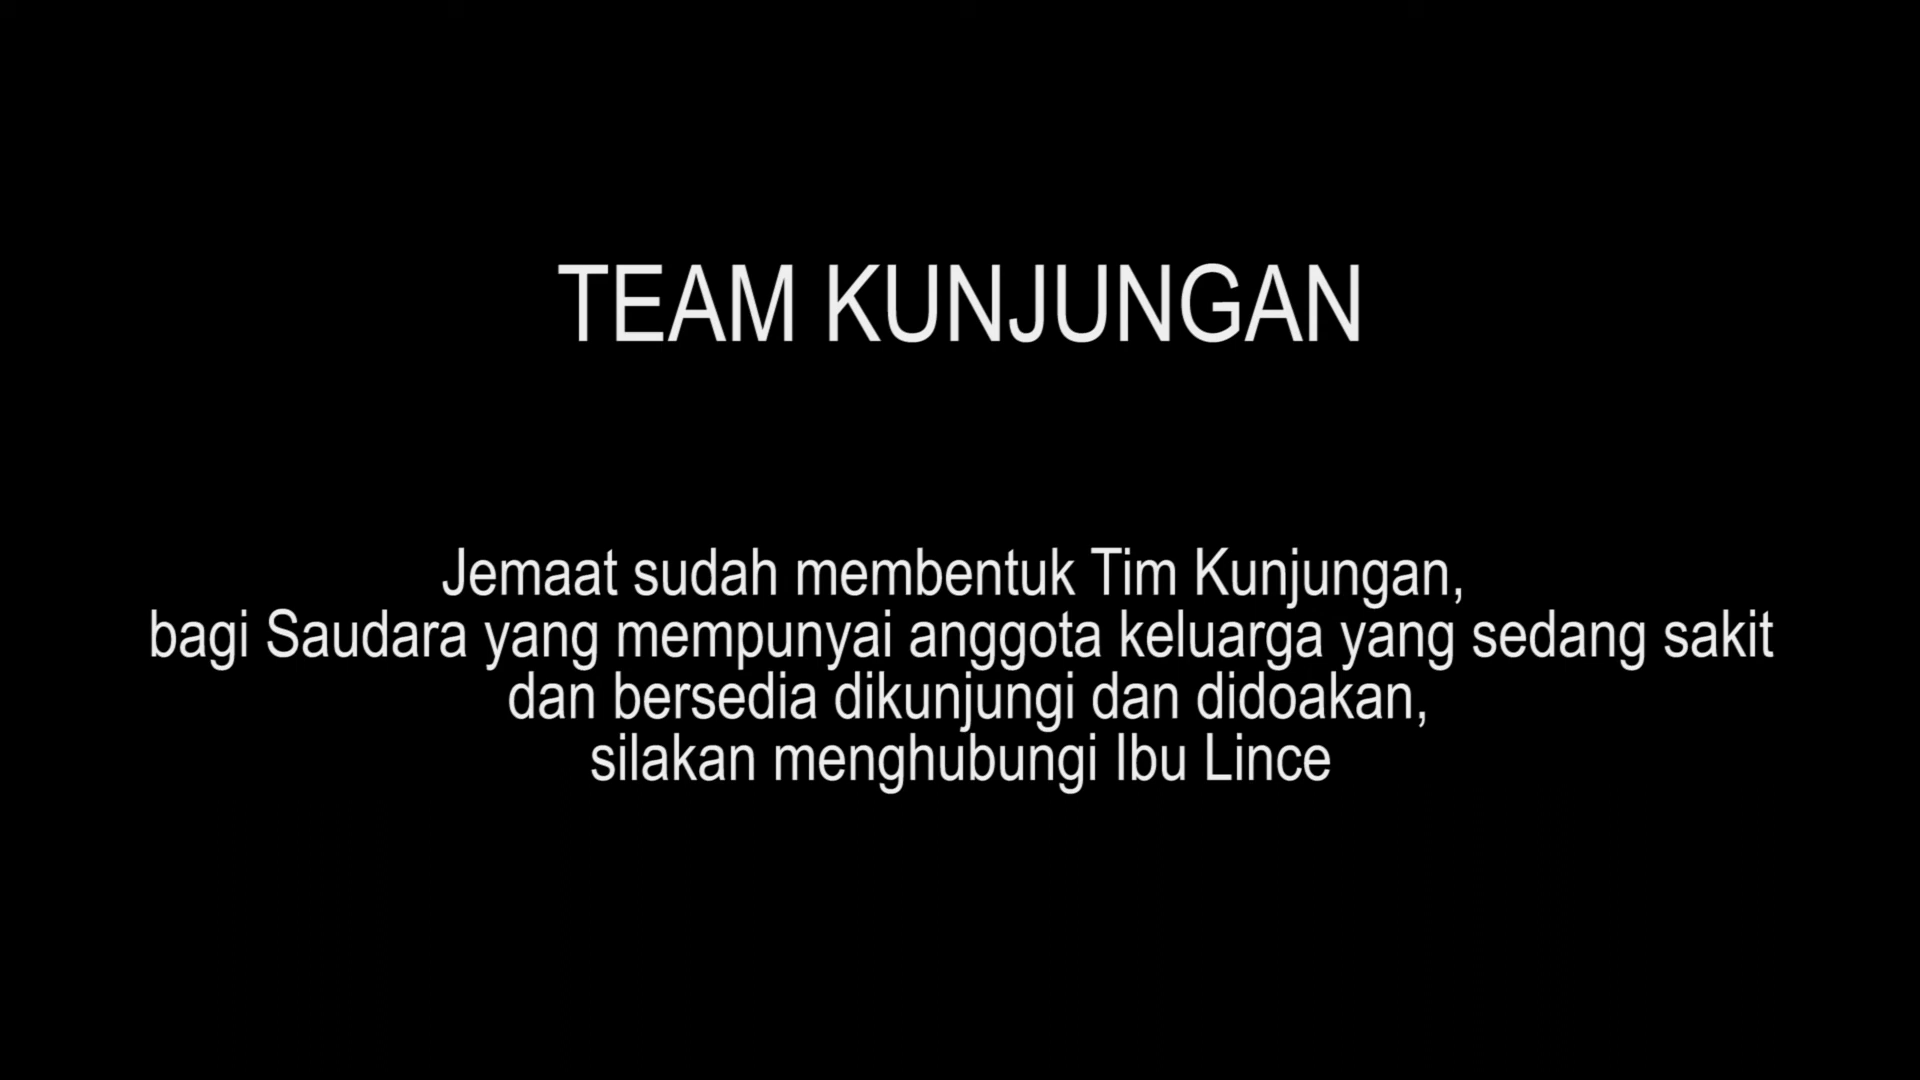 TEAM KUNJUNGAN
Jemaat sudah membentuk Tim Kunjungan,
bagi Saudara yang mempunyai anggota keluarga yang sedang sakit
dan bersedia dikunjungi dan didoakan,
silakan menghubungi Ibu Lince